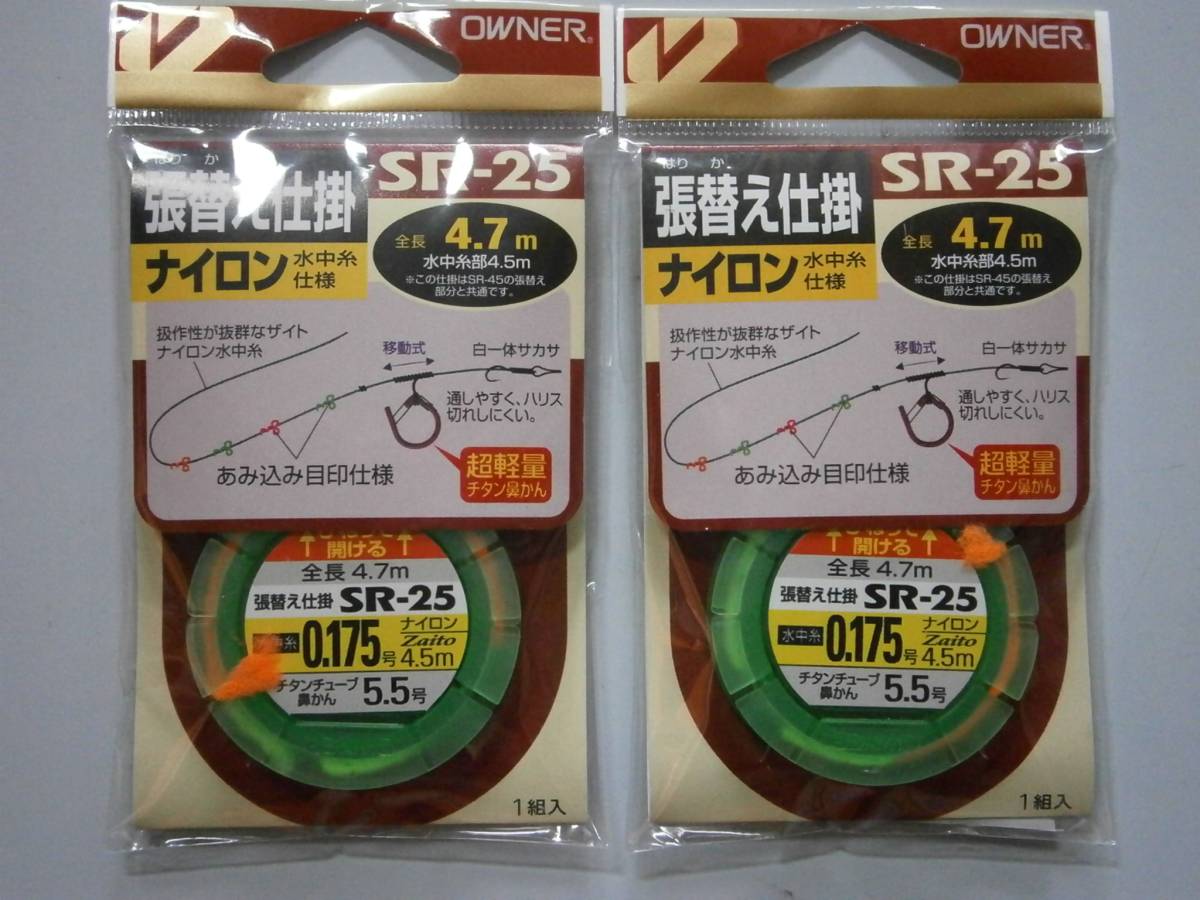 OWNER®
はりか
張替え仕掛
SR-25
ナイロン 水中糸
仕様
全長 4.7m
水中糸部4.5m
※この仕掛はSR-45の張替え
部分と共通です。
扱作性が抜群なザイト
ナイロン水中糸
移動式
白一体サカサ
通しやすく、ハリス
切れしにくい。
あみ込み目印仕様
超軽量
チタン鼻かん
開ける
全長 4.7m
張替え仕掛 SR-25
水中糸 0.175号 ナイロン
Zaito
4.5m
チタンチューブ
鼻かん 5.5号
1組入
OWNER®
はりか
張替え仕掛
SR-25
ナイロン 水中糸
仕様
全長 4.7m
水中糸部4.5m
※この仕掛はSR-45の張替え
部分と共通です。
扱作性が抜群なザイト
ナイロン水中糸
移動式
白一体サカサ
通しやすく、ハリス
切れしにくい。
あみ込み目印仕様
超軽量
チタン鼻かん
開ける
全長 4.7m
張替え仕掛 SR-25
水中糸 0.175号 ナイロン
Zaito
4.5m
チタンチューブ
鼻かん 5.5号
1組入